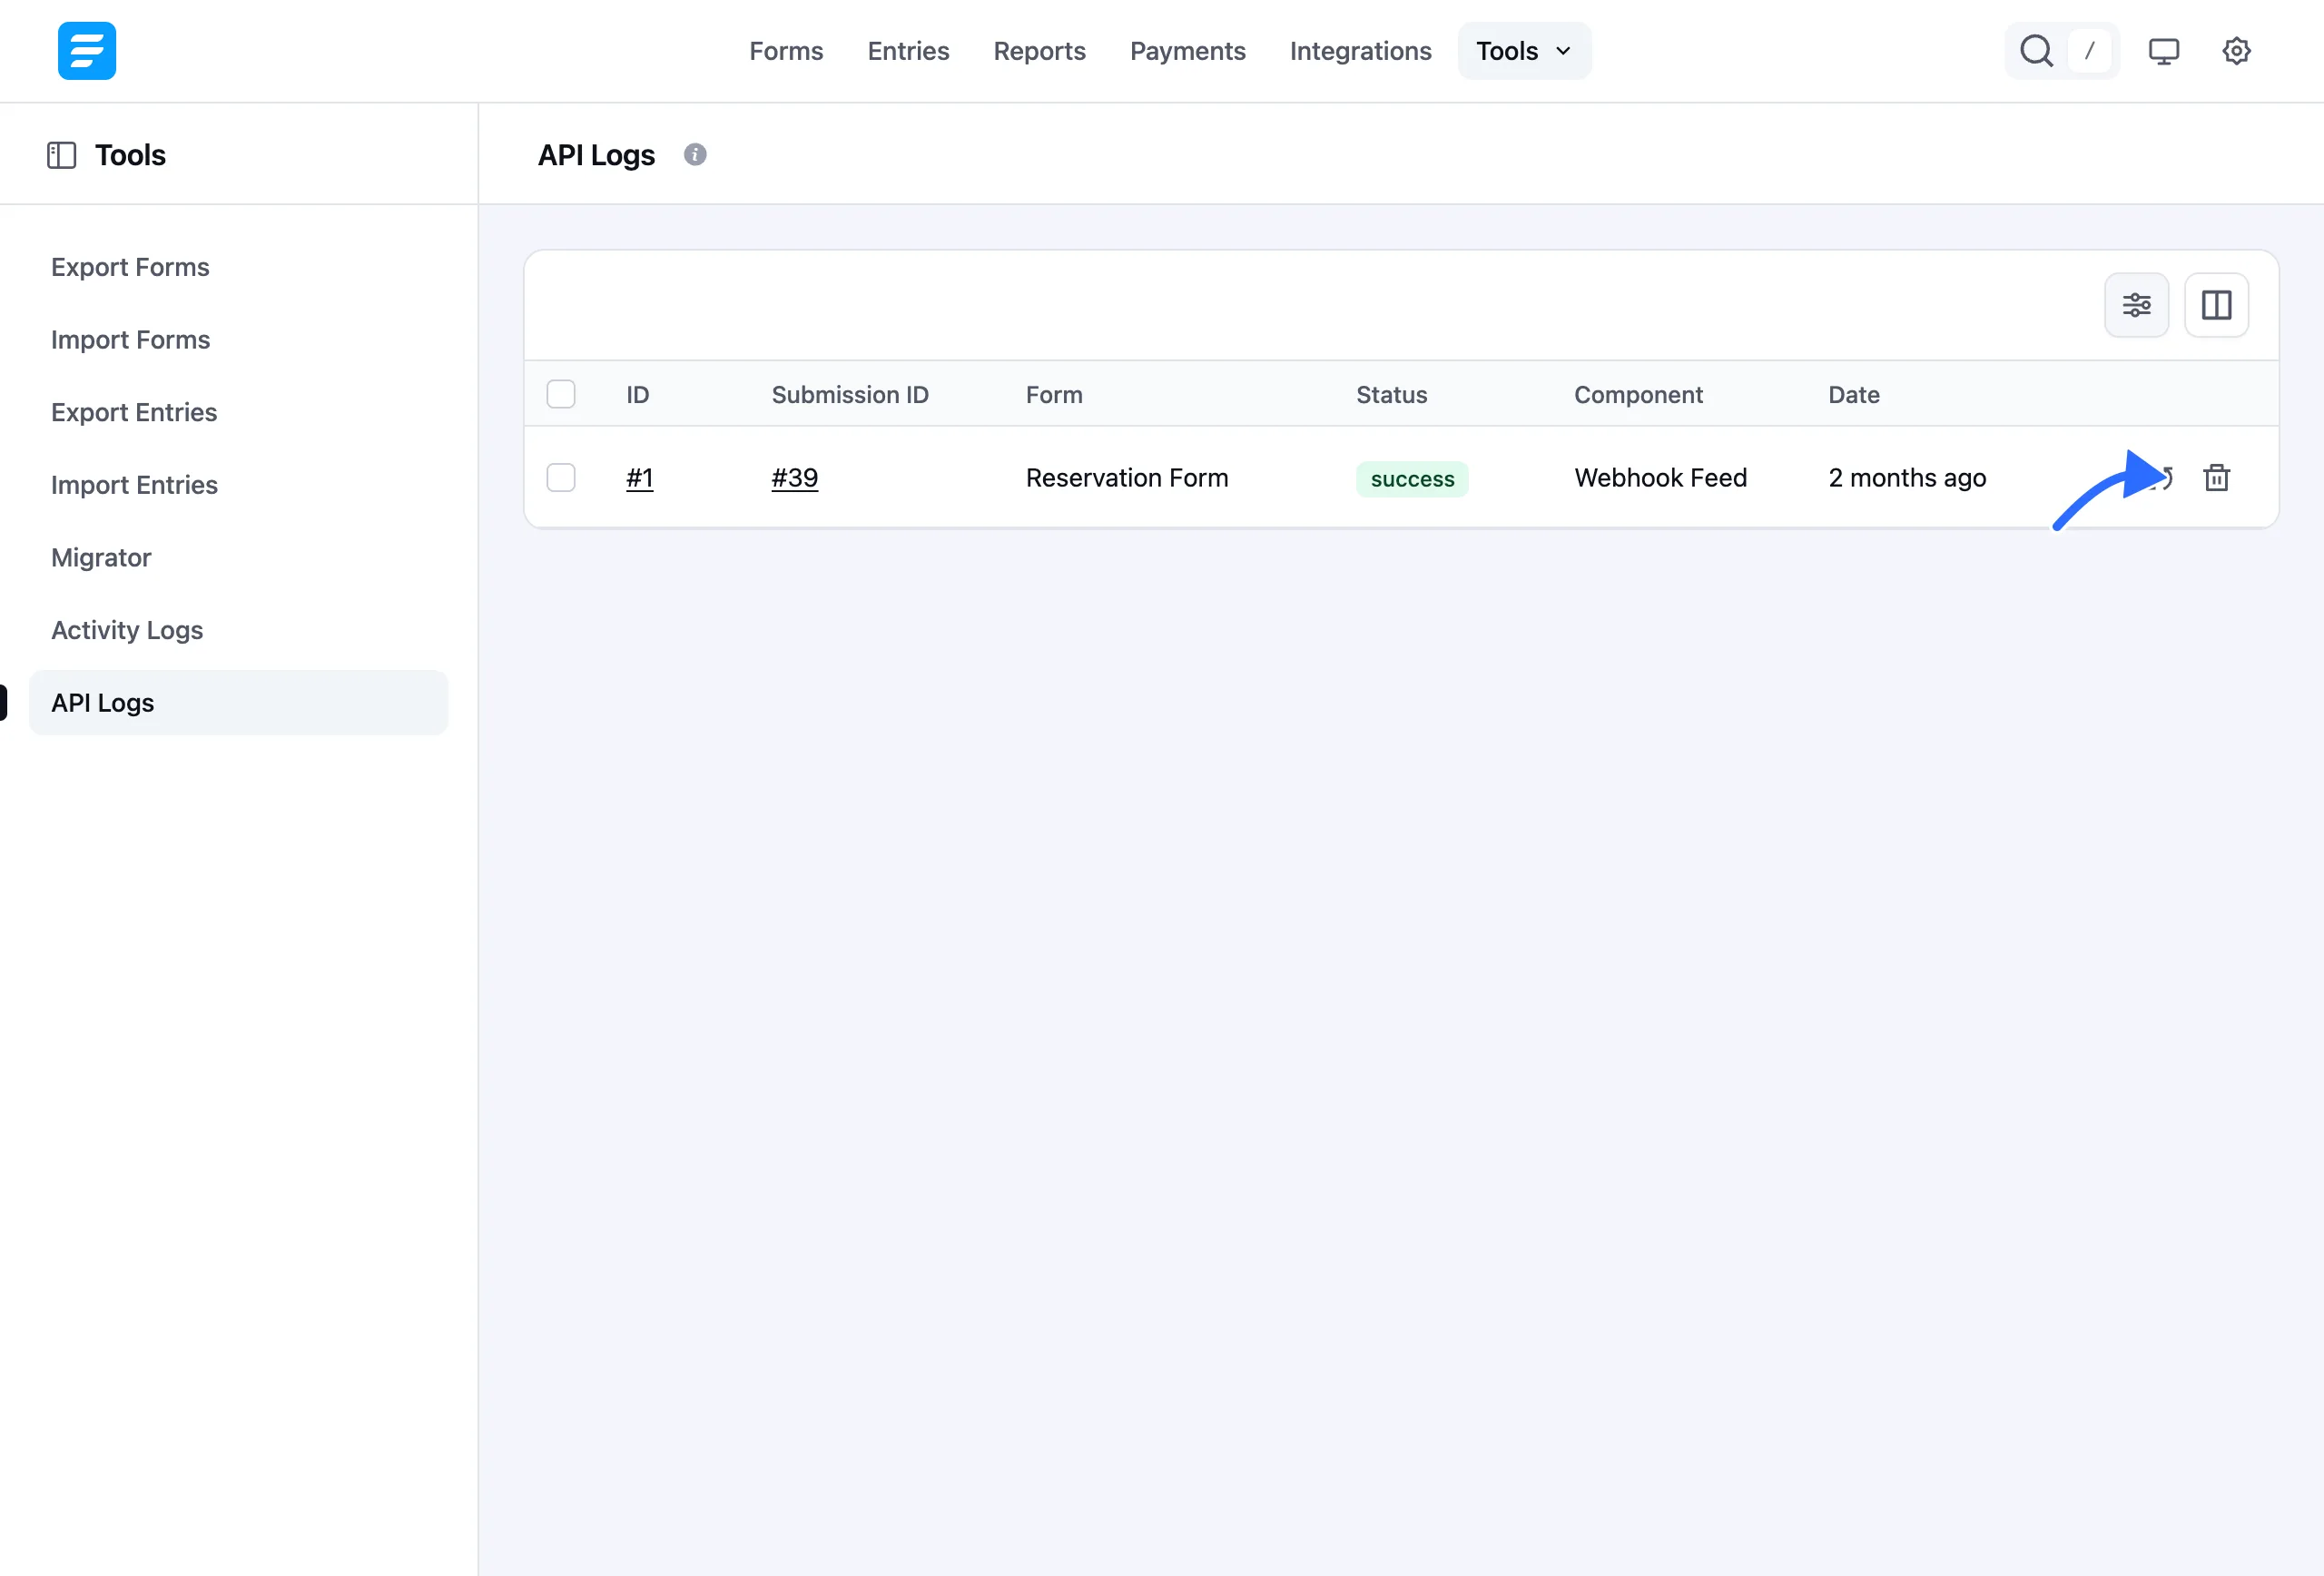 Forms Entries Reports Payments Integrations Tools /
Tools
API Logs
Export Forms
Import Forms
Export Entries
Import Entries
Migrator
Activity Logs
API Logs
ID Submission ID Form Status Component Date
#1 #39 Reservation Form success Webhook Feed 2 months ago